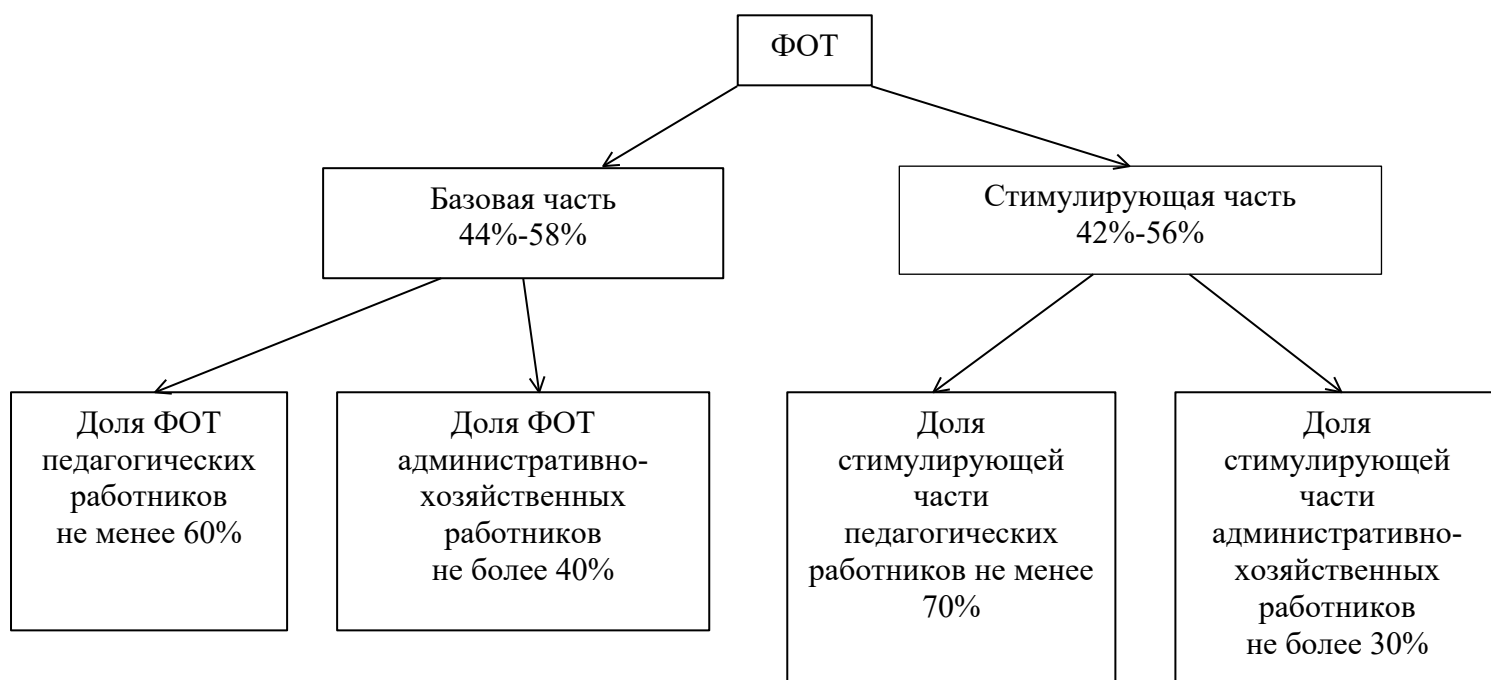 ФОТ
Базовая часть
44%-58%
Стимулирующая часть
42%-56%
Доля ФОТ
педагогических
работников
не менее 60%
Доля ФОТ
административно-
хозяйственных
работников
не более 40%
Доля
стимулирующей
части
педагогических
работников не менее
70%
Доля
стимулирующей
части
административно-
хозяйственных
работников
не более 30%